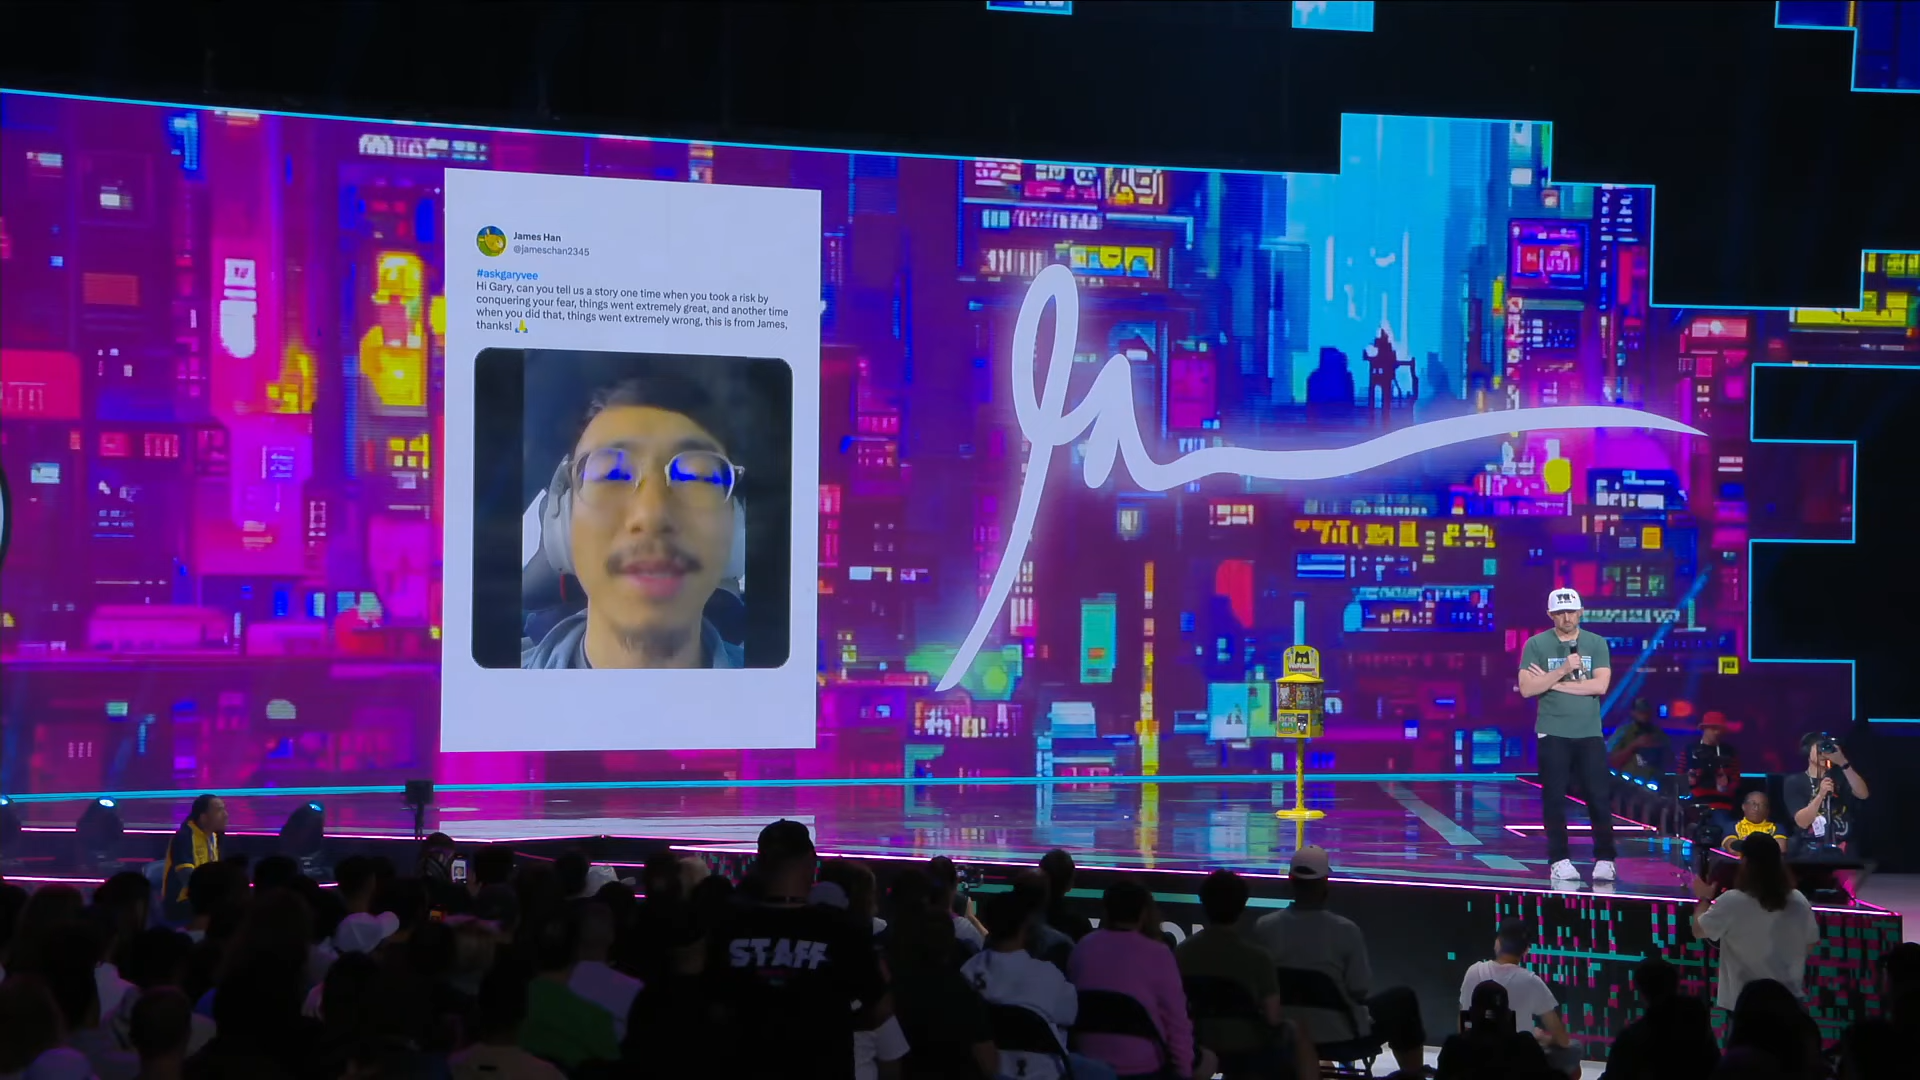 James Han
@jameschan2345
#askgaryvee
Hi Gary, can you tell us a story one time when you took a risk by
conquering your fear, things went extremely great, and another time
when you did that, things went extremely wrong, this is from James,
thanks! 🙏
STAFF